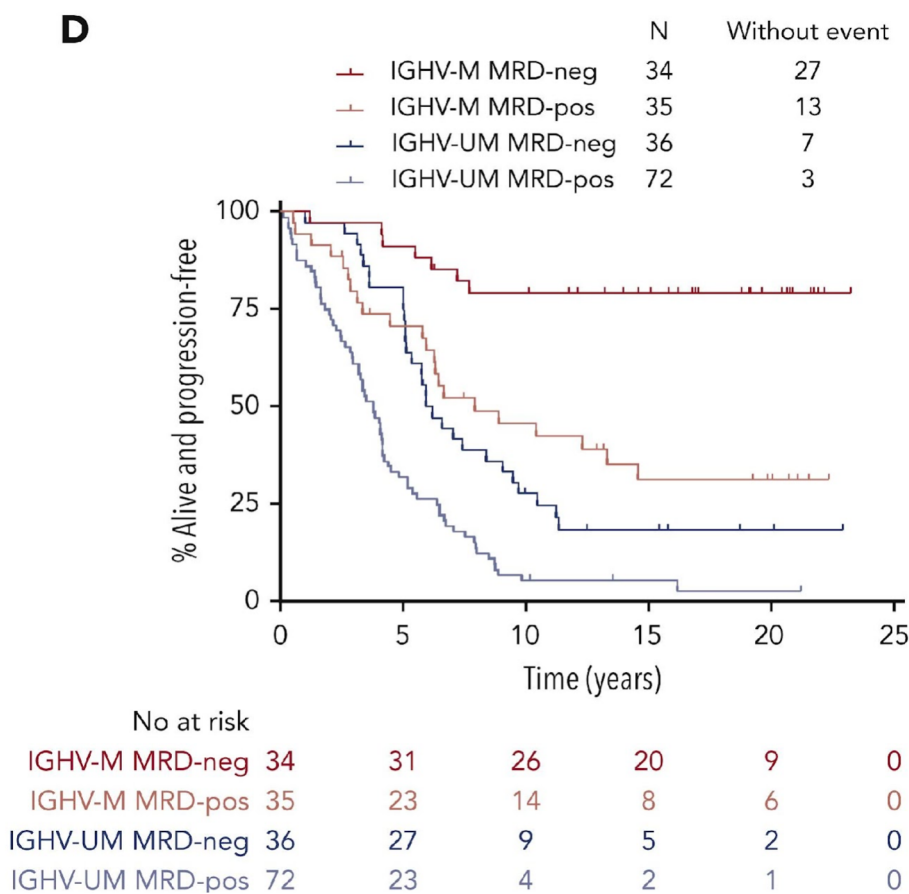 D
N Without event
IGHV-M MRD-neg 34 27
IGHV-M MRD-pos 35 13
IGHV-UM MRD-neg 36 7
IGHV-UM MRD-pos 72 3
% Alive and progression-free
100
75
50
25
0
0 5 10 15 20 25
Time (years)
No at risk
IGHV-M MRD-neg 34 31 26 20 9 0
IGHV-M MRD-pos 35 23 14 8 6 0
IGHV-UM MRD-neg 36 27 9 5 2 0
IGHV-UM MRD-pos 72 23 4 2 1 0